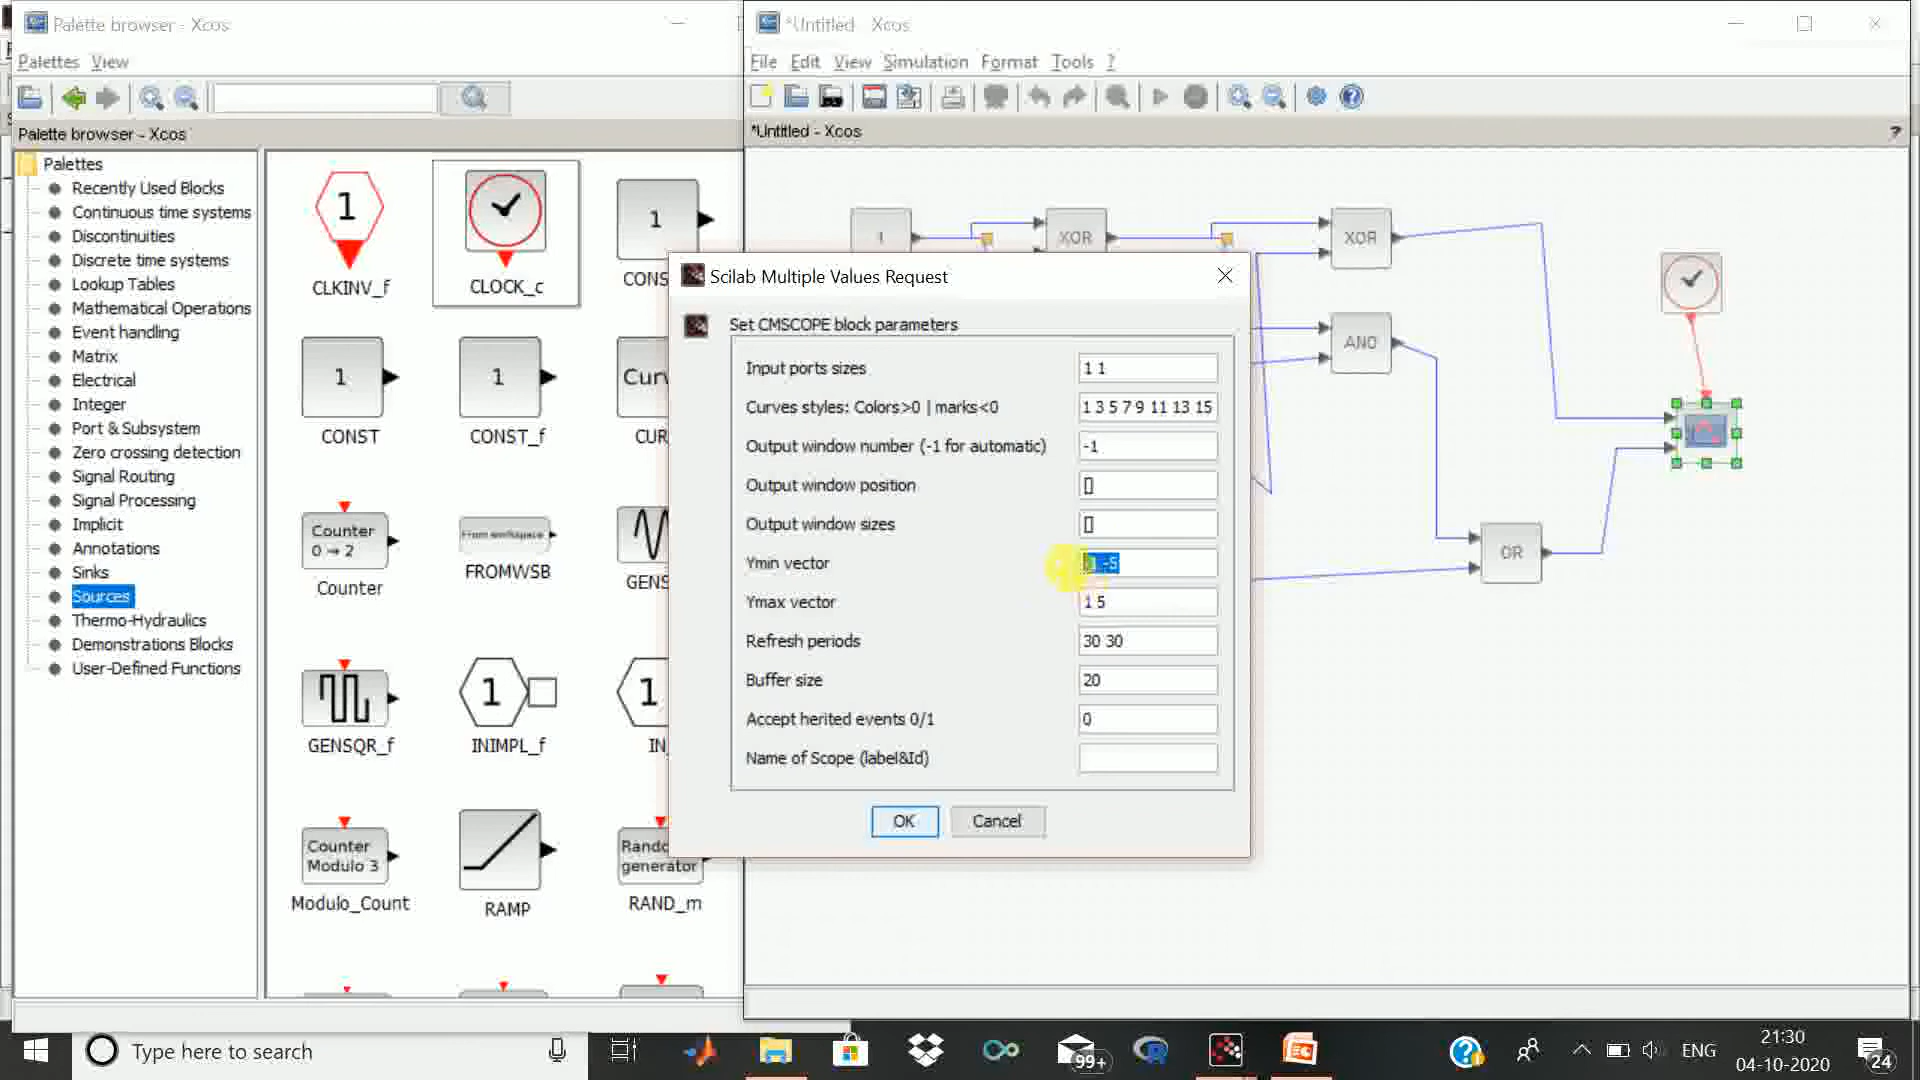 Palette browser - Xcos
Palettes View
Palette browser - Xcos
Palettes
Recently Used Blocks
Continuous time systems
Discontinuities
Discrete time systems
Lookup Tables
Mathematical Operations
Event handling
Matrix
Electrical
Integer
Port & Subsystem
Zero crossing detection
Signal Routing
Signal Processing
Implicit
Annotations
Sinks
Sources
Thermo-Hydraulics
Demonstrations Blocks
User-Defined Functions
1
1
CLKINV_f
CLOCK_c
CONS
1
1
Curv
CONST
CONST_f
CUR
Counter
0 → 2
From workspace
Counter
FROMWSB
GENS
1
1
GENSQR_f
INIMPL_f
IN
Counter
Modulo 3
Rando
generator
Modulo_Count
RAMP
RAND_m
*Untitled - Xcos
File Edit View Simulation Format Tools ?
*Untitled - Xcos
?
1
XOR
XOR
AND
OR
Scilab Multiple Values Request
Set CMSCOPE block parameters
Input ports sizes 1 1
Curves styles: Colors>0 | marks<0 1 3 5 7 9 11 13 15
Output window number (-1 for automatic) -1
Output window position []
Output window sizes []
Ymin vector -5
Ymax vector 1 5
Refresh periods 30 30
Buffer size 20
Accept herited events 0/1 0
Name of Scope (label&Id)
OK Cancel
Type here to search
99+
ENG
21:30
04-10-2020
24